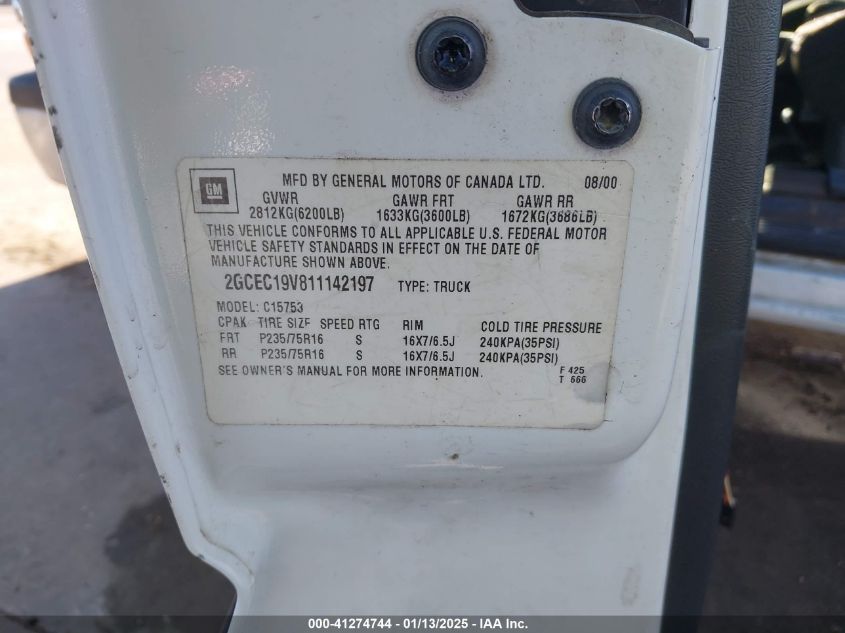 GM
MFD BY GENERAL MOTORS OF CANADA LTD. 08/00
GVWR GAWR FRT GAWR RR
2812KG(6200LB) 1633KG(3600LB) 1672KG(3686LB)
THIS VEHICLE CONFORMS TO ALL APPLICABLE U.S. FEDERAL MOTOR
VEHICLE SAFETY STANDARDS IN EFFECT ON THE DATE OF
MANUFACTURE SHOWN ABOVE.
2GCEC19V811142197 TYPE: TRUCK
MODEL: C15753
CPAK TIRE SIZE SPEED RTG RIM COLD TIRE PRESSURE
FRT P235/75R16 S 16X7/6.5J 240KPA(35PSI)
RR P235/75R16 S 16X7/6.5J 240KPA(35PSI)
SEE OWNER'S MANUAL FOR MORE INFORMATION.
F 425
T 666
000-41274744 - 01/13/2025 - IAA Inc.